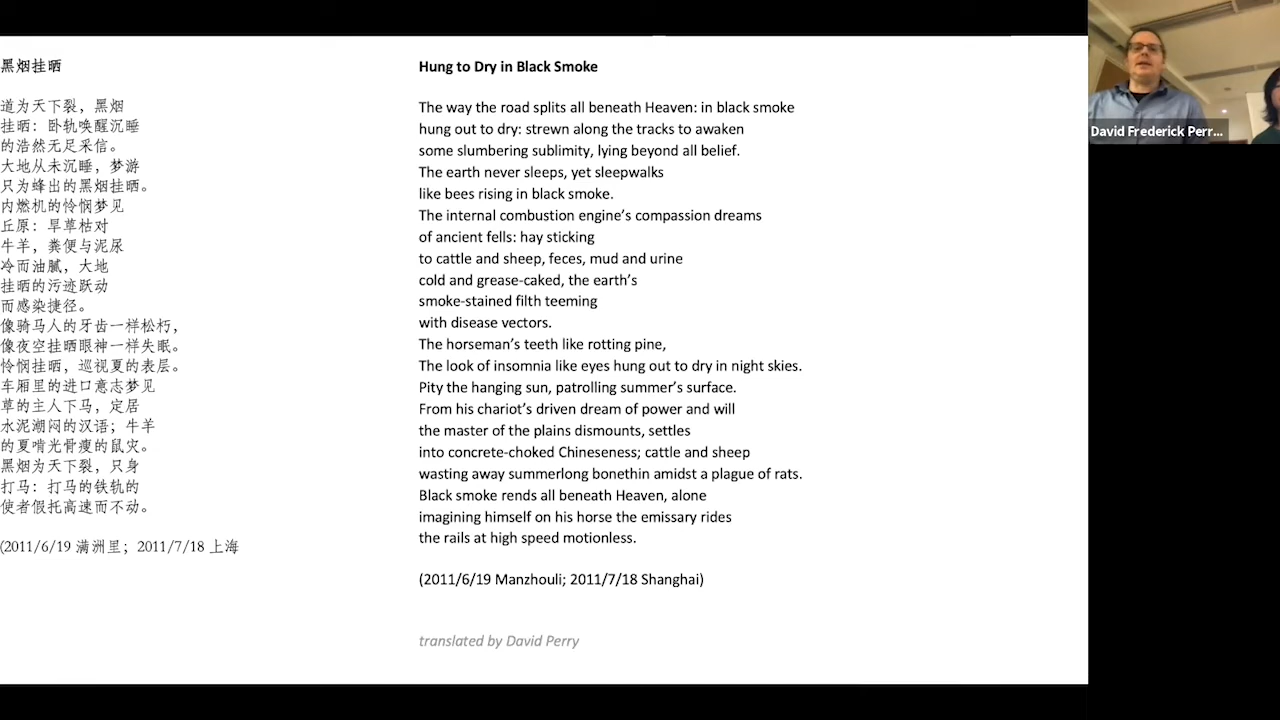 黑烟挂晒
道为天下裂，黑烟
挂晒：卧轨唤醒沉睡
的浩然无足采信。
大地从未沉睡，梦游
只为蜂出的黑烟挂晒。
内燃机的怜悯梦见
丘原：旱草枯对
牛羊，粪便与泥尿
冷而油腻，大地
挂晒的污迹跃动
而感染捷径。
像骑马人的牙齿一样松朽，
像夜空挂晒眼神一样失眠。
怜悯挂晒，巡视夏的表层。
车厢里的进口意志梦见
草的主人下马，定居
水泥潮闷的汉语；牛羊
的夏啃光骨瘦的鼠灾。
黑烟为天下裂，只身
打马：打马的铁轨的
使者假托高速而不动。
(2011/6/19 满洲里；2011/7/18 上海
Hung to Dry in Black Smoke
The way the road splits all beneath Heaven: in black smoke
hung out to dry: strewn along the tracks to awaken
some slumbering sublimity, lying beyond all belief.
The earth never sleeps, yet sleepwalks
like bees rising in black smoke.
The internal combustion engine's compassion dreams
of ancient fells: hay sticking
to cattle and sheep, feces, mud and urine
cold and grease-caked, the earth's
smoke-stained filth teeming
with disease vectors.
The horseman's teeth like rotting pine,
The look of insomnia like eyes hung out to dry in night skies.
Pity the hanging sun, patrolling summer's surface.
From his chariot's driven dream of power and will
the master of the plains dismounts, settles
into concrete-choked Chineseness; cattle and sheep
wasting away summerlong bonethin amidst a plague of rats.
Black smoke rends all beneath Heaven, alone
imagining himself on his horse the emissary rides
the rails at high speed motionless.
(2011/6/19 Manzhouli; 2011/7/18 Shanghai)
translated by David Perry
David Frederick Perr...